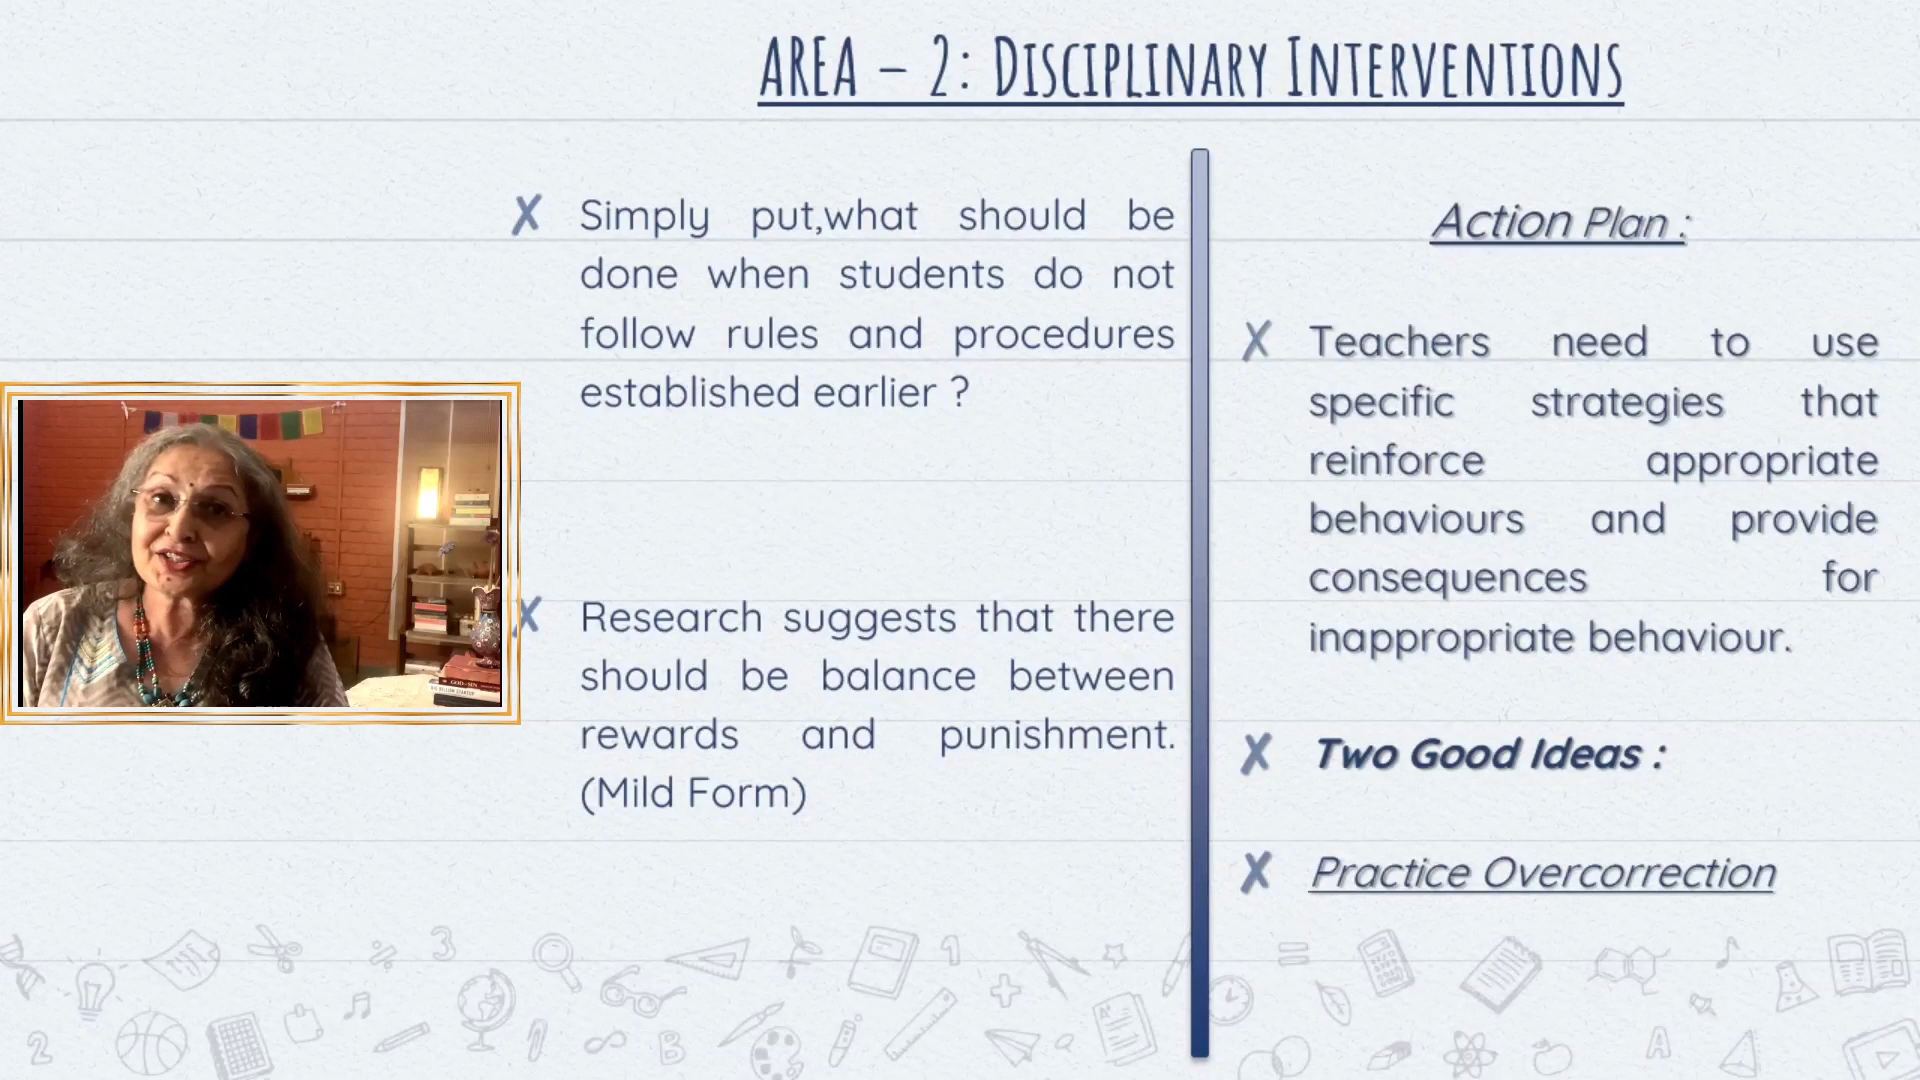 AREA – 2: Disciplinary Interventions
✗ Simply put,what should be
done when students do not
follow rules and procedures
established earlier ?
✗ Research suggests that there
should be balance between
rewards and punishment.
(Mild Form)
Action Plan :
✗ Teachers need to use
specific strategies that
reinforce appropriate
behaviours and provide
consequences for
inappropriate behaviour.
✗ Two Good Ideas :
✗ Practice Overcorrection